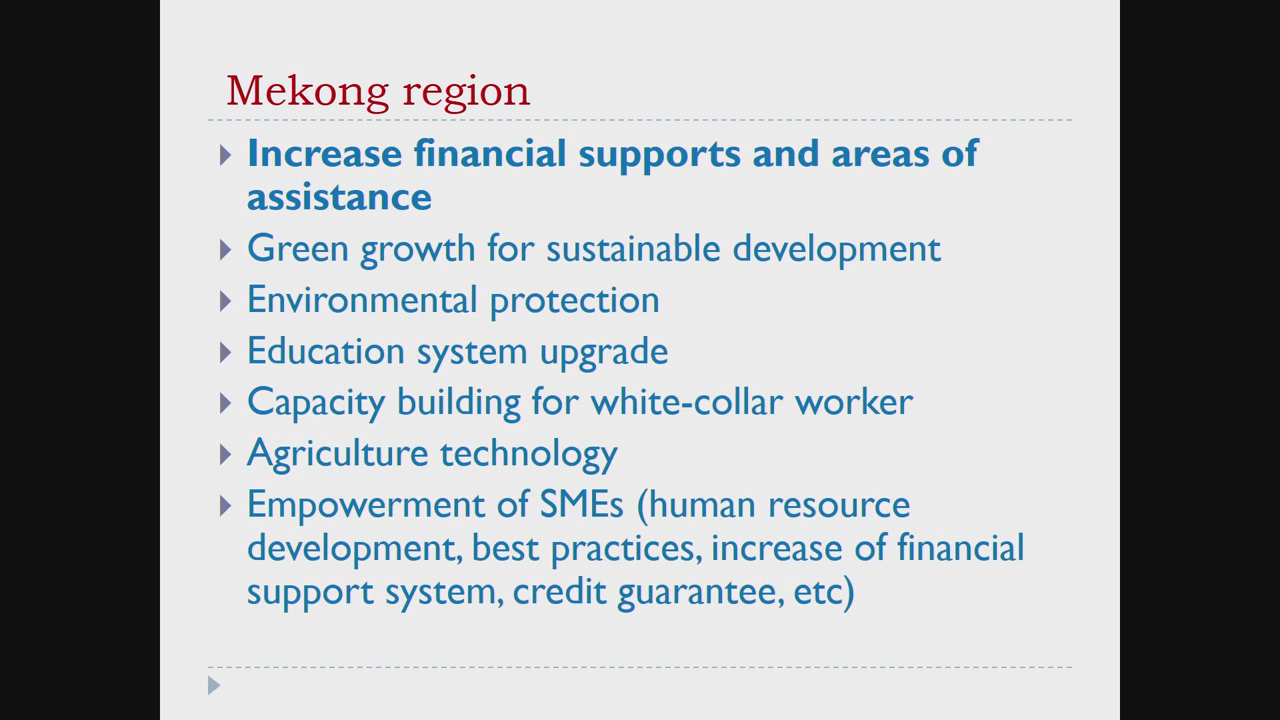 Mekong region
Increase financial supports and areas of
assistance
Green growth for sustainable development
Environmental protection
Education system upgrade
Capacity building for white-collar worker
Agriculture technology
Empowerment of SMEs (human resource
development, best practices, increase of financial
support system, credit guarantee, etc)